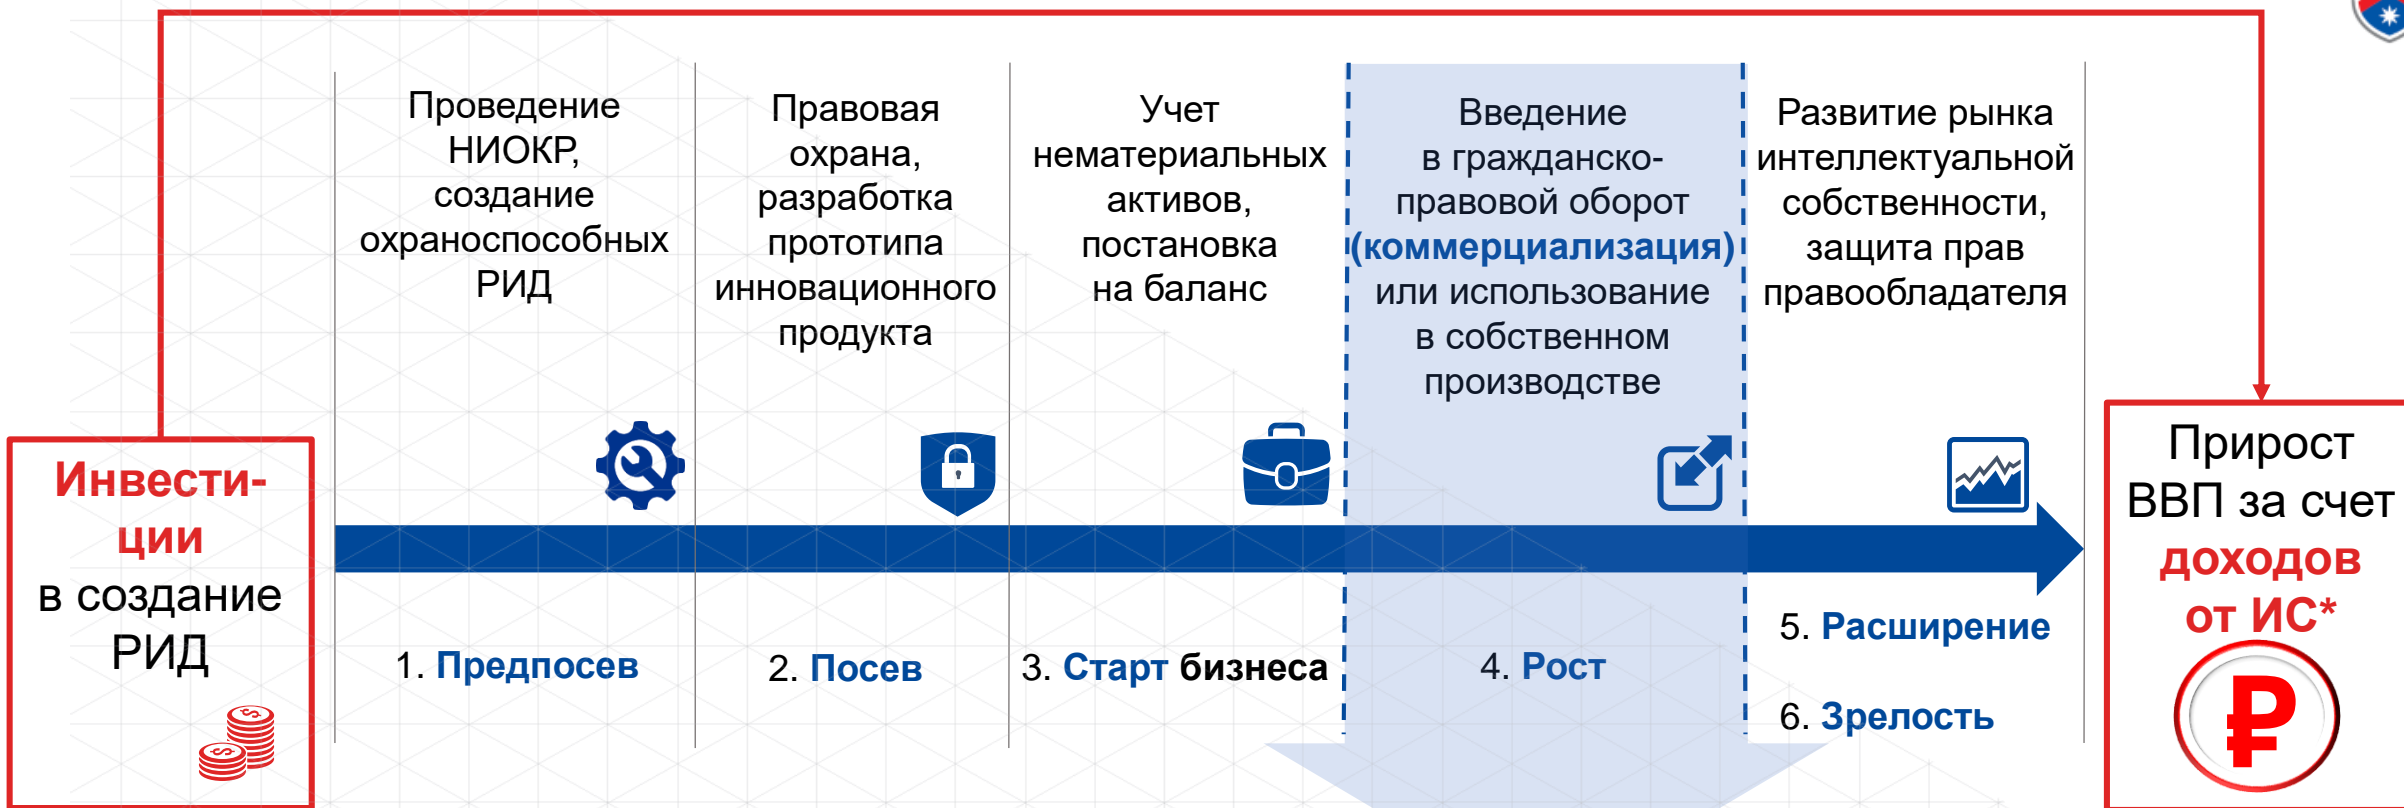 Проведение
НИОКР,
создание
охраноспособных
РИД
Правовая
охрана,
разработка
прототипа
инновационного
продукта
Учет
нематериальных
активов,
постановка
на баланс
Введение
в гражданско-
правовой оборот
(коммерциализация)
или использование
в собственном
производстве
Развитие рынка
интеллектуальной
собственности,
защита прав
правообладателя
Инвести-
ции
в создание
РИД
1. Предпосев
2. Посев
3. Старт бизнеса
4. Рост
5. Расширение
6. Зрелость
Прирост
ВВП за счет
доходов
от ИС*
₽